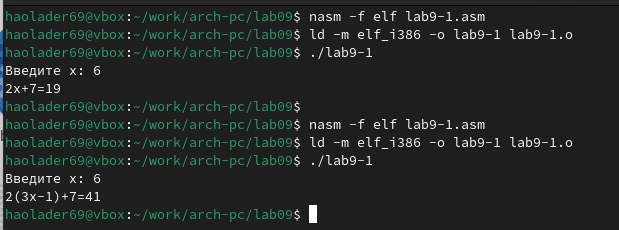 haolader69@vbox:~/work/arch-pc/lab09$ nasm -f elf lab9-1.asm
haolader69@vbox:~/work/arch-pc/lab09$ ld -m elf_i386 -o lab9-1 lab9-1.o
haolader69@vbox:~/work/arch-pc/lab09$ ./lab9-1
Введите x: 6
2x+7=19
haolader69@vbox:~/work/arch-pc/lab09$
haolader69@vbox:~/work/arch-pc/lab09$ nasm -f elf lab9-1.asm
haolader69@vbox:~/work/arch-pc/lab09$ ld -m elf_i386 -o lab9-1 lab9-1.o
haolader69@vbox:~/work/arch-pc/lab09$ ./lab9-1
Введите x: 6
2(3x-1)+7=41
haolader69@vbox:~/work/arch-pc/lab09$